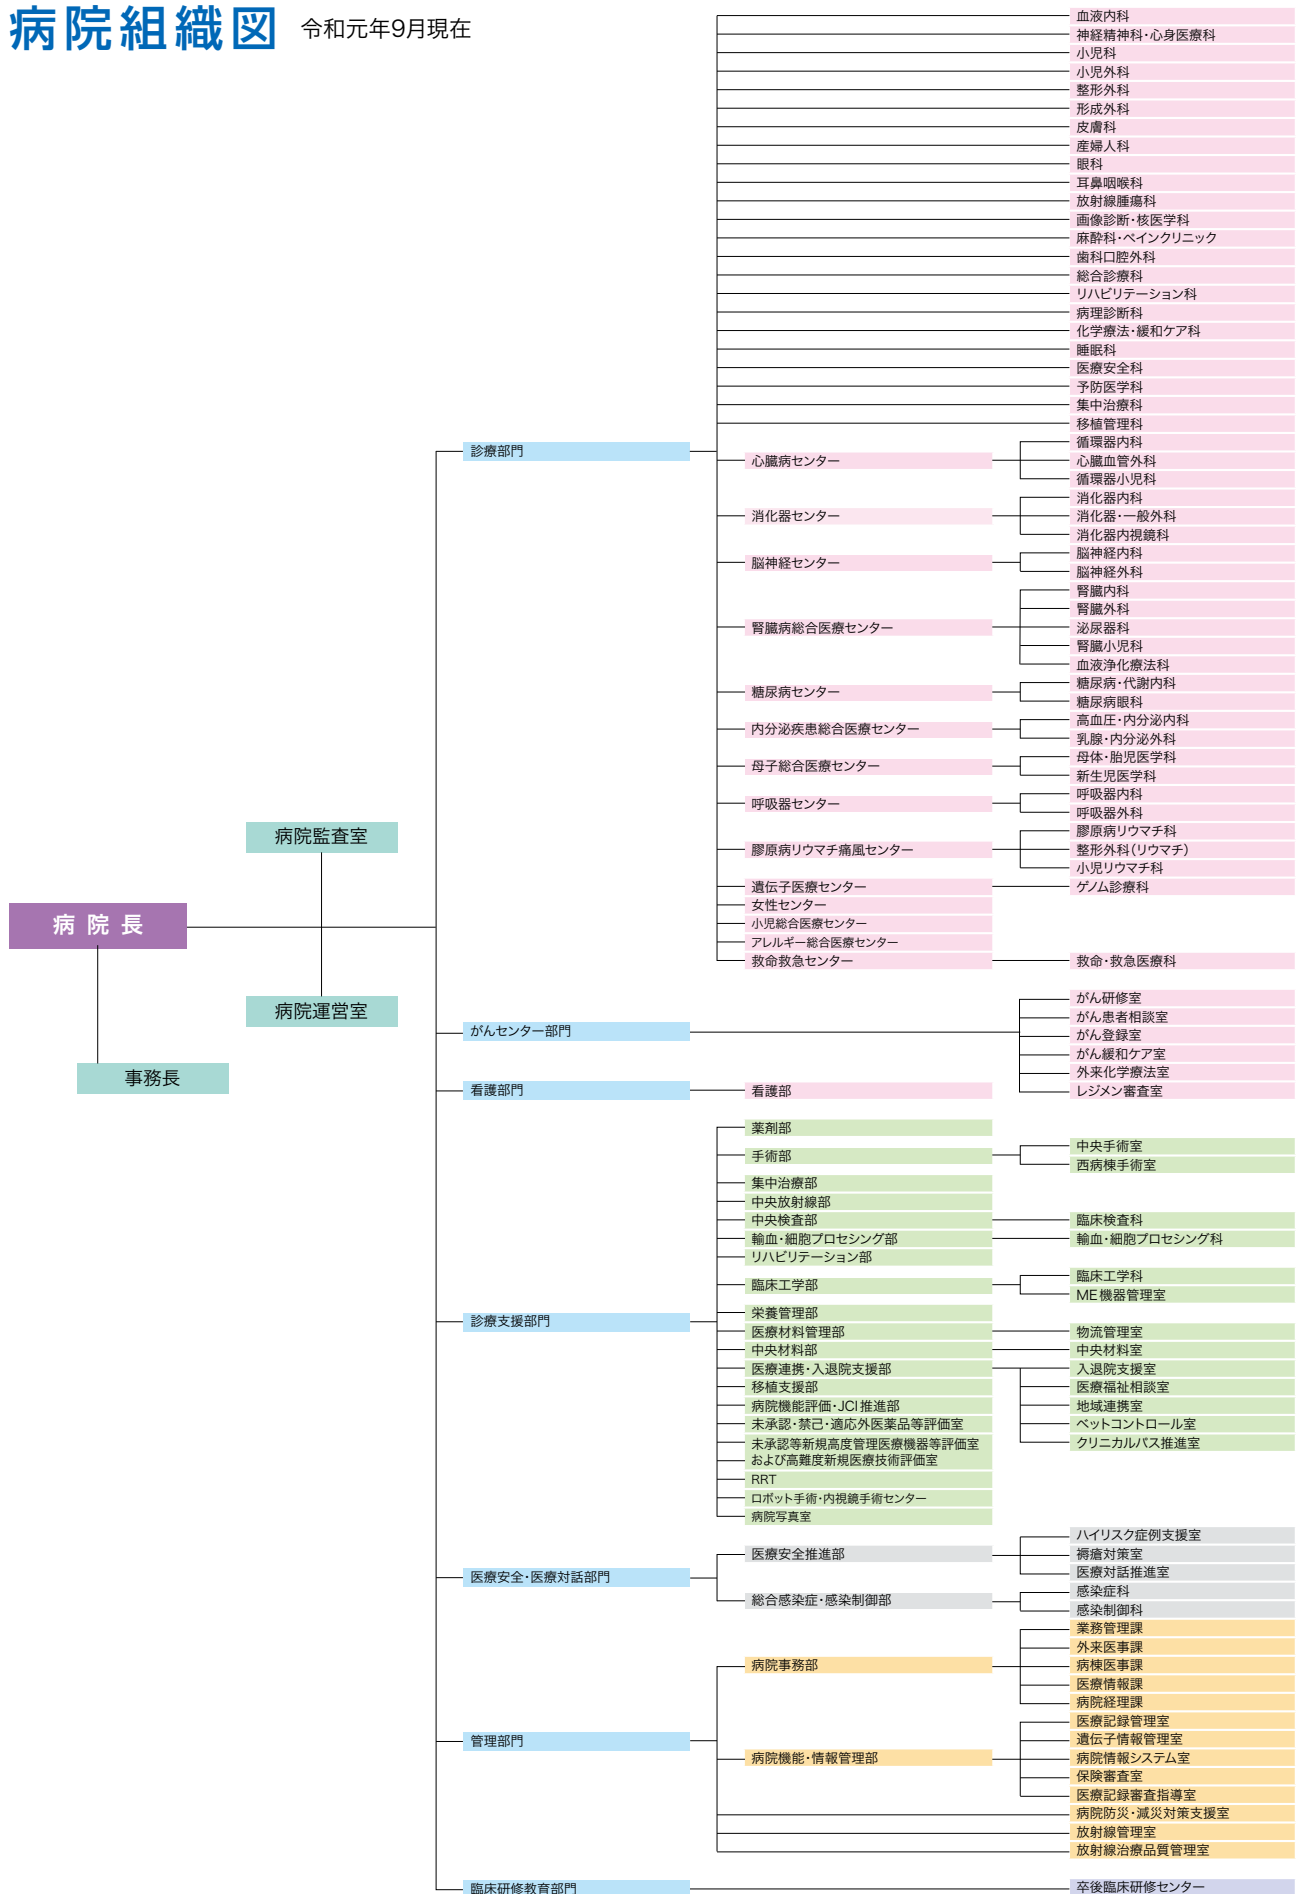 病院組織図 令和元年9月現在
血液内科
神経精神科・心身医療科
小児科
小児外科
整形外科
形成外科
皮膚科
産婦人科
眼科
耳鼻咽喉科
放射線腫瘍科
画像診断・核医学科
麻酔科・ペインクリニック
歯科口腔外科
総合診療科
リハビリテーション科
病理診断科
化学療法・緩和ケア科
睡眠科
医療安全科
予防医学科
集中治療科
移植管理科
診療部門
心臓病センター
循環器内科
心臓血管外科
循環器小児科
消化器センター
消化器内科
消化器・一般外科
消化器内視鏡科
脳神経センター
脳神経内科
脳神経外科
腎臓病総合医療センター
腎臓内科
腎臓外科
泌尿器科
腎臓小児科
血液浄化療法科
糖尿病センター
糖尿病・代謝内科
糖尿病眼科
内分泌疾患総合医療センター
高血圧・内分泌内科
乳腺・内分泌外科
母子総合医療センター
母体・胎児医学科
新生児医学科
呼吸器センター
呼吸器内科
呼吸器外科
膠原病リウマチ痛風センター
膠原病リウマチ科
整形外科(リウマチ)
小児リウマチ科
遺伝子医療センター
ゲノム診療科
女性センター
小児総合医療センター
アレルギー総合医療センター
救命救急センター
救命・救急医療科
病院監査室
病院長
病院運営室
事務長
がんセンター部門
がん研修室
がん患者相談室
がん登録室
がん緩和ケア室
外来化学療法室
レジメン審査室
看護部門
看護部
診療支援部門
薬剤部
手術部
中央手術室
西病棟手術室
集中治療部
中央放射線部
中央検査部
臨床検査科
輸血・細胞プロセシング部
輸血・細胞プロセシング科
リハビリテーション部
臨床工学部
臨床工学科
ME機器管理室
栄養管理部
医療材料管理部
物流管理室
中央材料部
中央材料室
医療連携・入退院支援部
入退院支援室
医療福祉相談室
地域連携室
ベットコントロール室
クリニカルパス推進室
移植支援部
病院機能評価・JCI推進部
未承認・禁忌・適応外医薬品等評価室
未承認等新規高度管理医療機器等評価室
および高難度新規医療技術評価室
RRT
ロボット手術・内視鏡手術センター
病院写真室
医療安全・医療対話部門
医療安全推進部
ハイリスク症例支援室
褥瘡対策室
医療対話推進室
総合感染症・感染制御部
感染症科
感染制御科
管理部門
病院事務部
業務管理課
外来医事課
病棟医事課
医療情報課
病院経理課
病院機能・情報管理部
医療記録管理室
遺伝子情報管理室
病院情報システム室
保険審査室
医療記録審査指導室
病院防災・減災対策支援室
放射線管理室
放射線治療品質管理室
臨床研修教育部門
卒後臨床研修センター